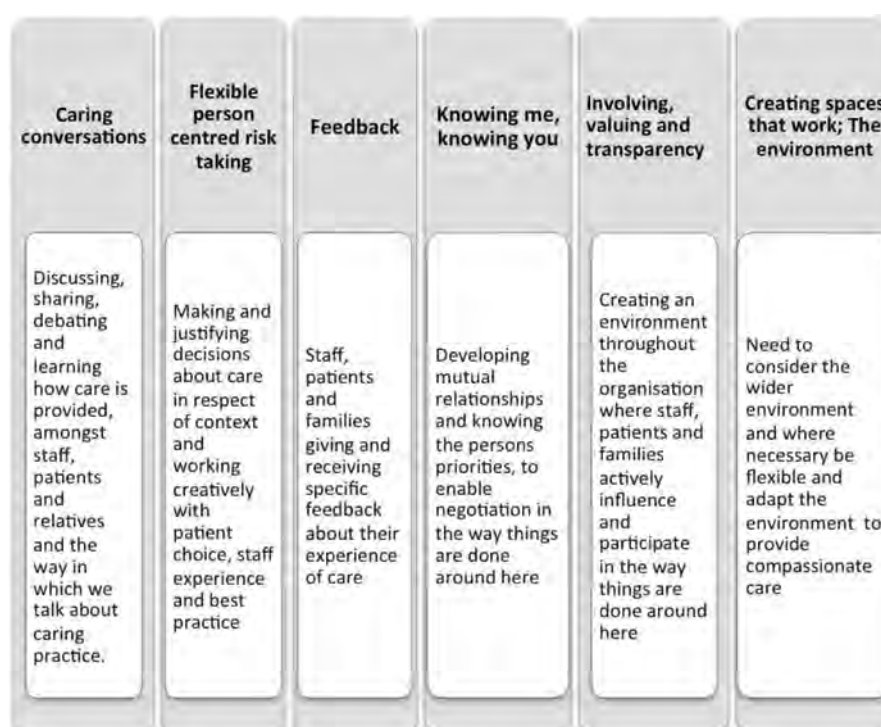 Caring
conversations
Discussing,
sharing,
debating
and
learning
how care is
provided,
amongst
staff,
patients
and
relatives
and the
way in
which we
talk about
caring
practice.
Flexible
person
centred risk
taking
Making and
justifying
decisions
about care
in respect
of context
and
working
creatively
with
patient
choice, staff
experience
and best
practice
Feedback
Staff,
patients
and
families
giving and
receiving
specific
feedback
about their
experience
of care
Knowing me,
knowing you
Developing
mutual
relationships
and knowing
the persons
priorities, to
enable
negotiation in
the way things
are done
around here
Involving,
valuing and
transparency
Creating an
environment
throughout
the
organisation
where staff,
patients and
families
actively
influence
and
participate
in the way
things are
done around
here
Creating spaces
that work; The
environment
Need to
consider the
wider
environment
and where
necessary be
flexible and
adapt the
environment to
provide
compassionate
care